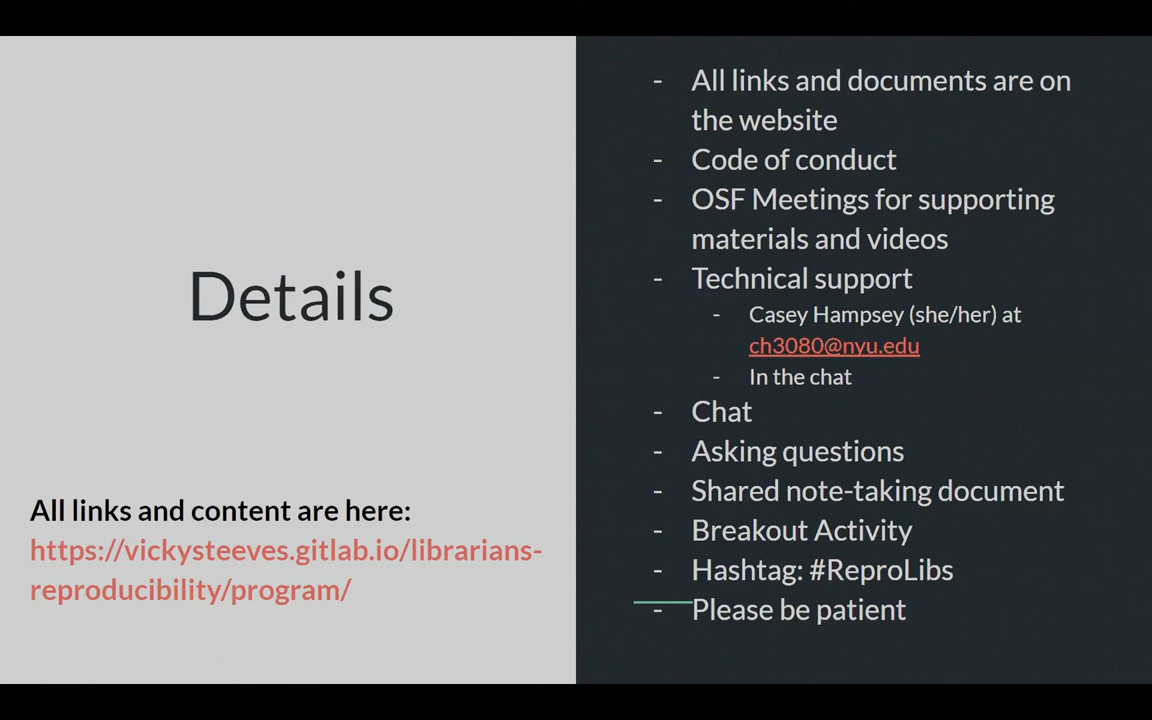 Details
All links and content are here:
https://vickysteeves.gitlab.io/librarians-
reproducibility/program/
- All links and documents are on
the website
- Code of conduct
- OSF Meetings for supporting
materials and videos
- Technical support
- Casey Hampsey (she/her) at
ch3080@nyu.edu
- In the chat
- Chat
- Asking questions
- Shared note-taking document
- Breakout Activity
- Hashtag: #ReproLibs
- Please be patient